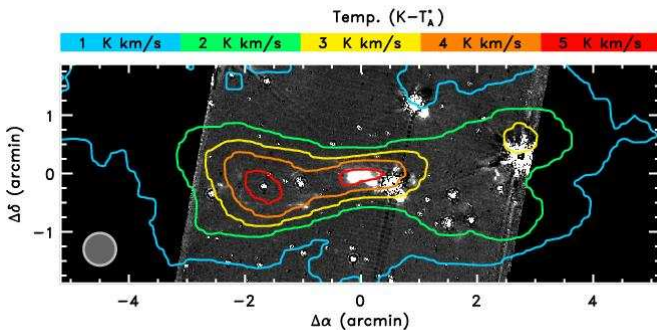 Temp. (K−T_A^*)
1 K km/s 2 K km/s 3 K km/s 4 K km/s 5 K km/s
1
0
−1
Δδ (arcmin)
−4 −2 0 2 4
Δα (arcmin)